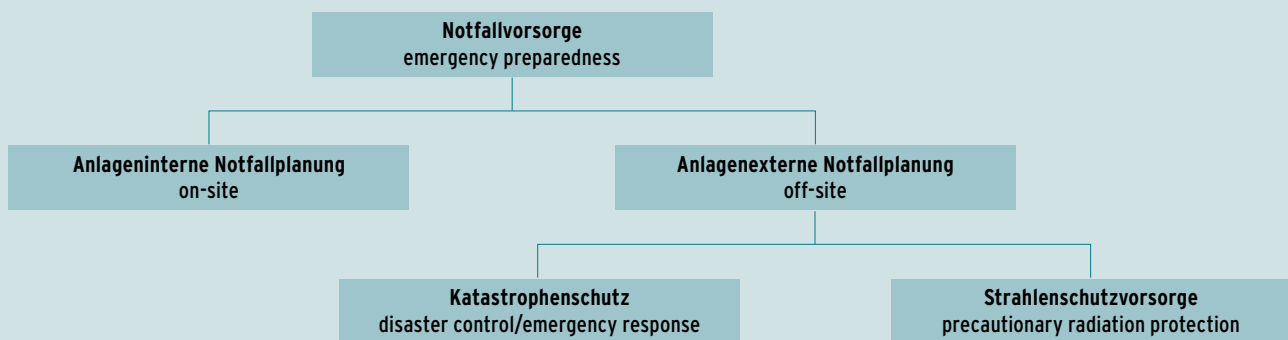 Notfallvorsorge
emergency preparedness
Anlageninterne Notfallplanung
on-site
Anlagenexterne Notfallplanung
off-site
Katastrophenschutz
disaster control/emergency response
Strahlenschutzvorsorge
precautionary radiation protection